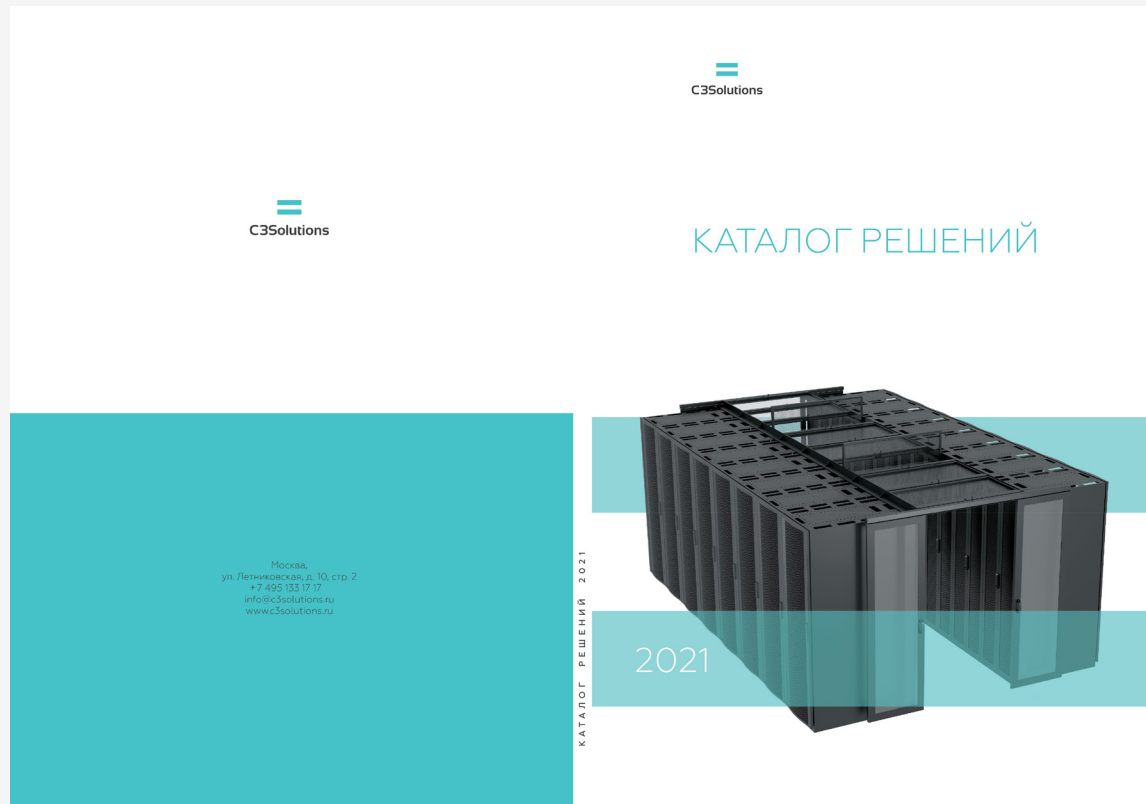 C3Solutions
Москва,
ул. Летниковская, д. 10, стр. 2
+7 495 133 17 17
info@c3solutions.ru
www.c3solutions.ru
КАТАЛОГ РЕШЕНИЙ 2021
C3Solutions
КАТАЛОГ РЕШЕНИЙ
2021